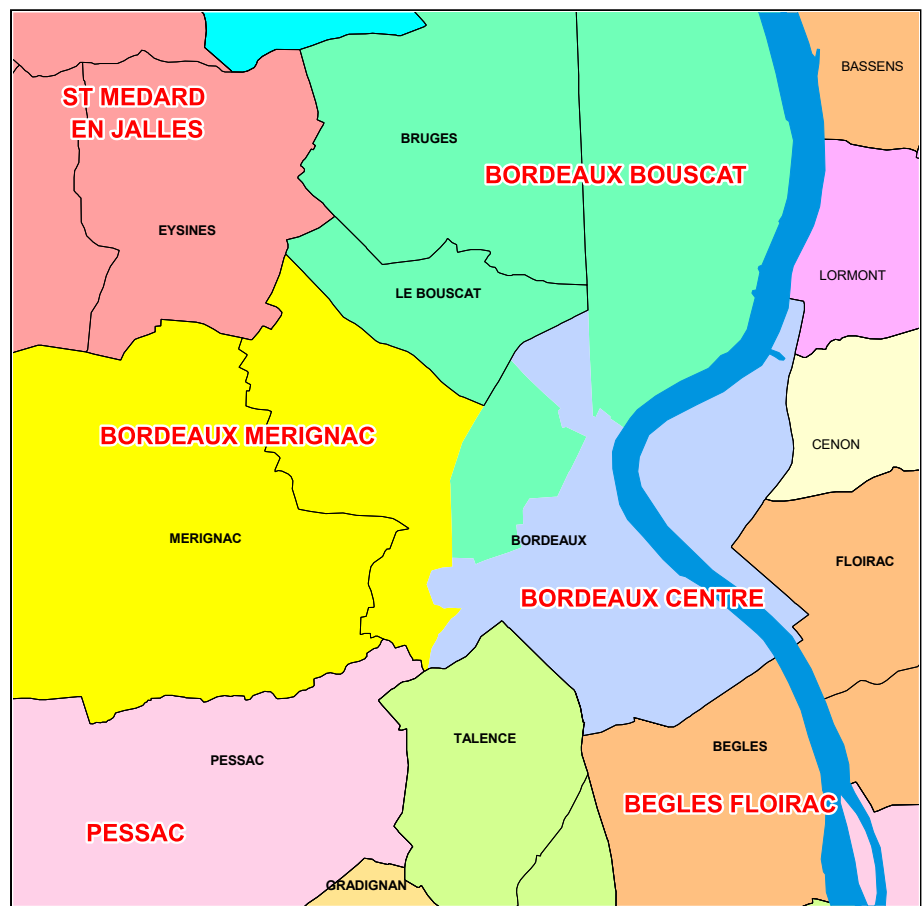 BASSENS
ST MEDARD
EN JALLES
BRUGES
BORDEAUX BOUSCAT
EYSINES
LORMONT
LE BOUSCAT
BORDEAUX MERIGNAC
CENON
MERIGNAC
BORDEAUX
FLOIRAC
BORDEAUX CENTRE
TALENCE
BEGLES
PESSAC
BEGLES FLOIRAC
PESSAC
GRADIGNAN